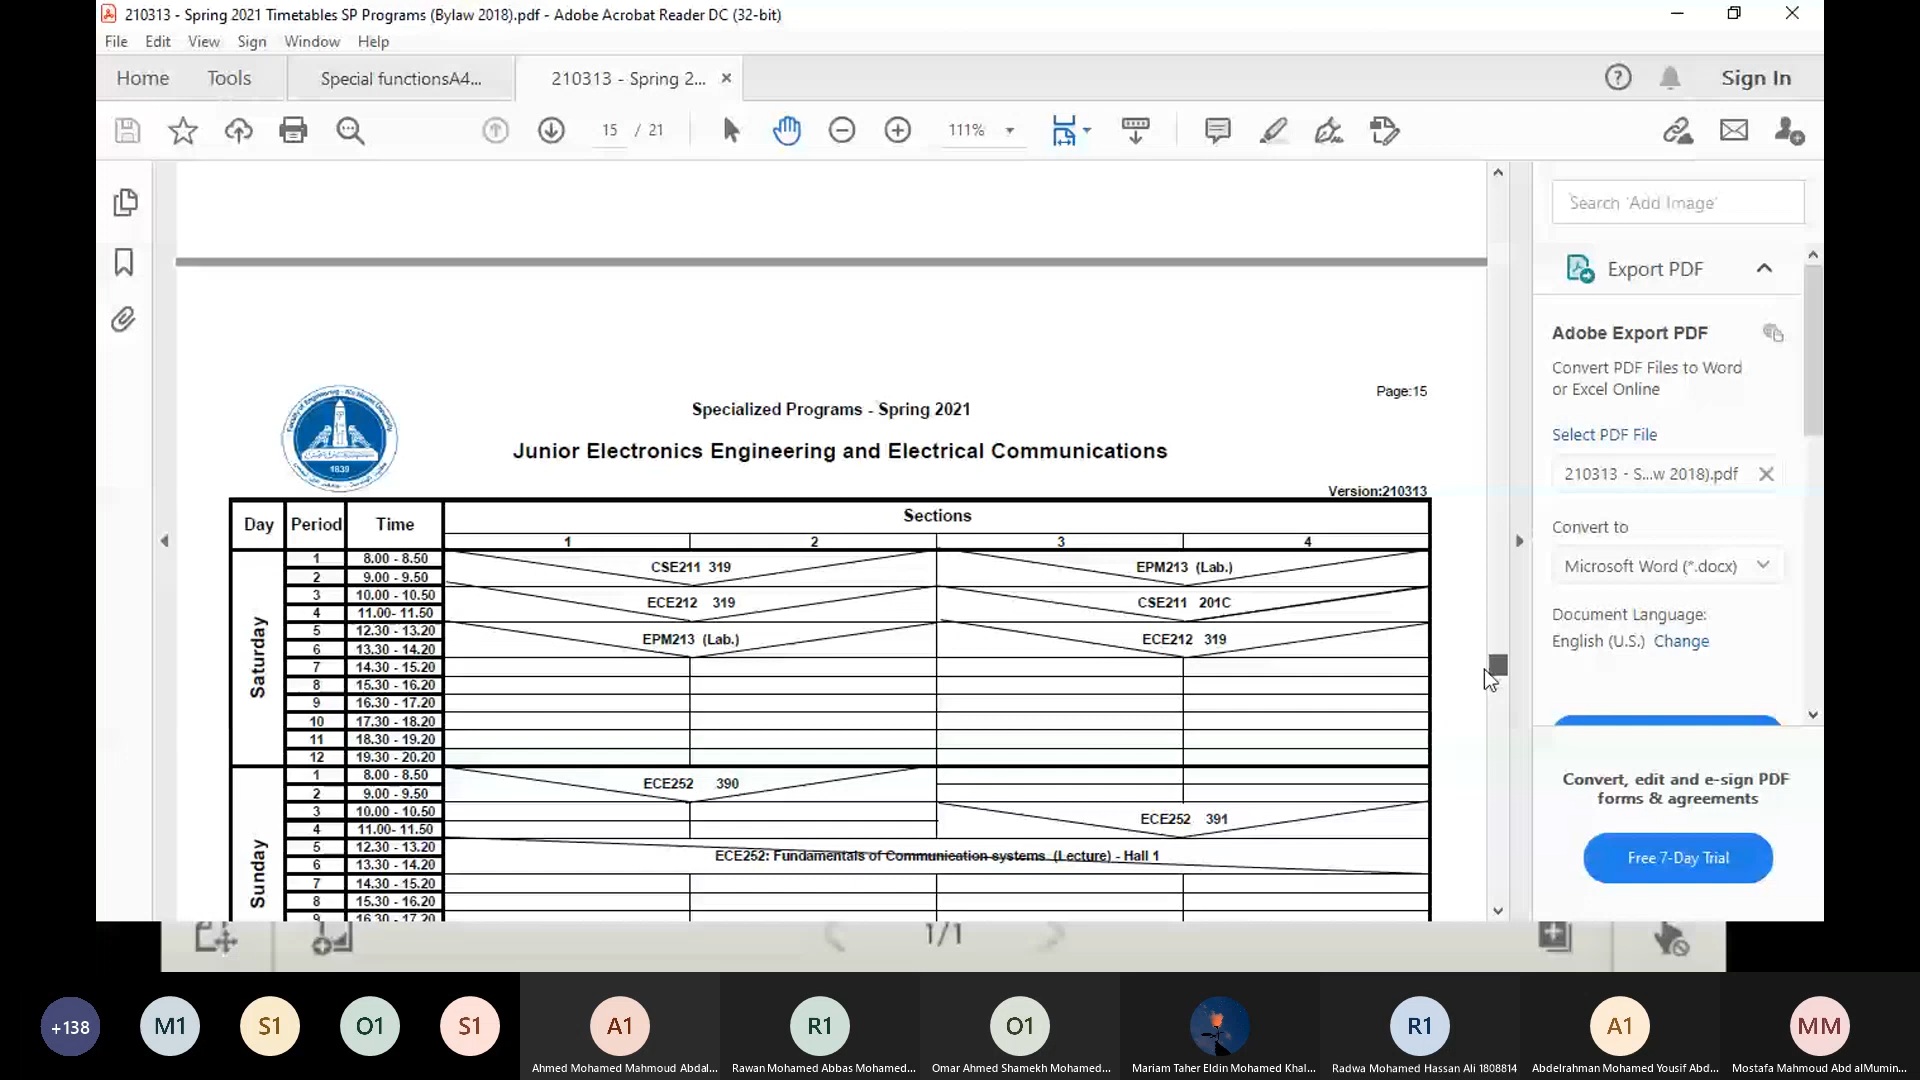 210313 - Spring 2021 Timetables SP Programs (Bylaw 2018).pdf - Adobe Acrobat Reader DC (32-bit)
File Edit View Sign Window Help
Home Tools Special functionsA4... 210313 - Spring 2... Sign In
15 / 21 111%
Search 'Add Image'
Export PDF
Adobe Export PDF
Convert PDF Files to Word
or Excel Online
Select PDF File
210313 - S...w 2018).pdf
Convert to
Microsoft Word (*.docx)
Document Language:
English (U.S.) Change
Convert, edit and e-sign PDF
forms & agreements
Free 7-Day Trial
Page:15
Specialized Programs - Spring 2021
Junior Electronics Engineering and Electrical Communications
1839
Version:210313
Day Period Time Sections
1 2 3 4
Saturday
1 8.00 - 8.50 CSE211 319 EPM213 (Lab.)
2 9.00 - 9.50
3 10.00 - 10.50 ECE212 319 CSE211 201C
4 11.00- 11.50
5 12.30 - 13.20 EPM213 (Lab.) ECE212 319
6 13.30 - 14.20
7 14.30 - 15.20
8 15.30 - 16.20
9 16.30 - 17.20
10 17.30 - 18.20
11 18.30 - 19.20
12 19.30 - 20.20
Sunday
1 8.00 - 8.50 ECE252 390
2 9.00 - 9.50
3 10.00 - 10.50 ECE252 391
4 11.00- 11.50
5 12.30 - 13.20 ECE252: Fundamentals of Communication systems (Lecture) - Hall 1
6 13.30 - 14.20
7 14.30 - 15.20
8 15.30 - 16.20
9 16.30 - 17.20
1/1
+138 M1 S1 O1 S1 A1 R1 O1 R1 A1 MM
Ahmed Mohamed Mahmoud Abdal... Rawan Mohamed Abbas Mohamed... Omar Ahmed Shamekh Mohamed... Mariam Taher Eldin Mohamed Khal... Radwa Mohamed Hassan Ali 1808814 Abdelrahman Mohamed Yousif Abd... Mostafa Mahmoud Abd alMumin...